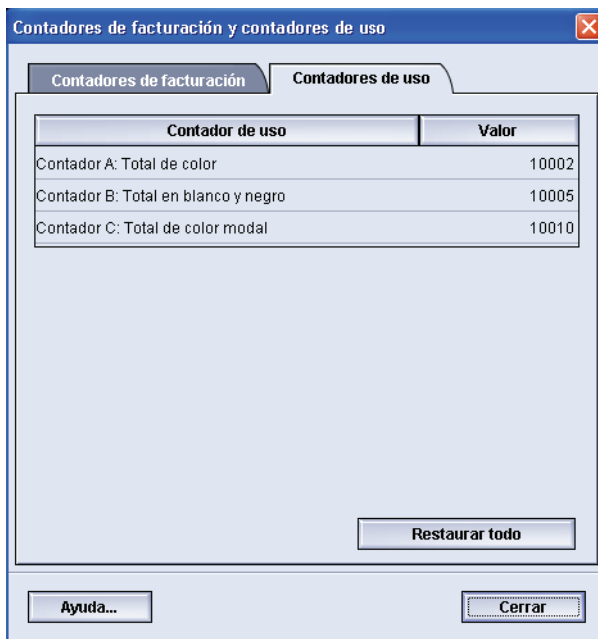 Contadores de facturación y contadores de uso
Contadores de facturación Contadores de uso
Contador de uso Valor
Contador A: Total de color 10002
Contador B: Total en blanco y negro 10005
Contador C: Total de color modal 10010
Restaurar todo
Ayuda... Cerrar